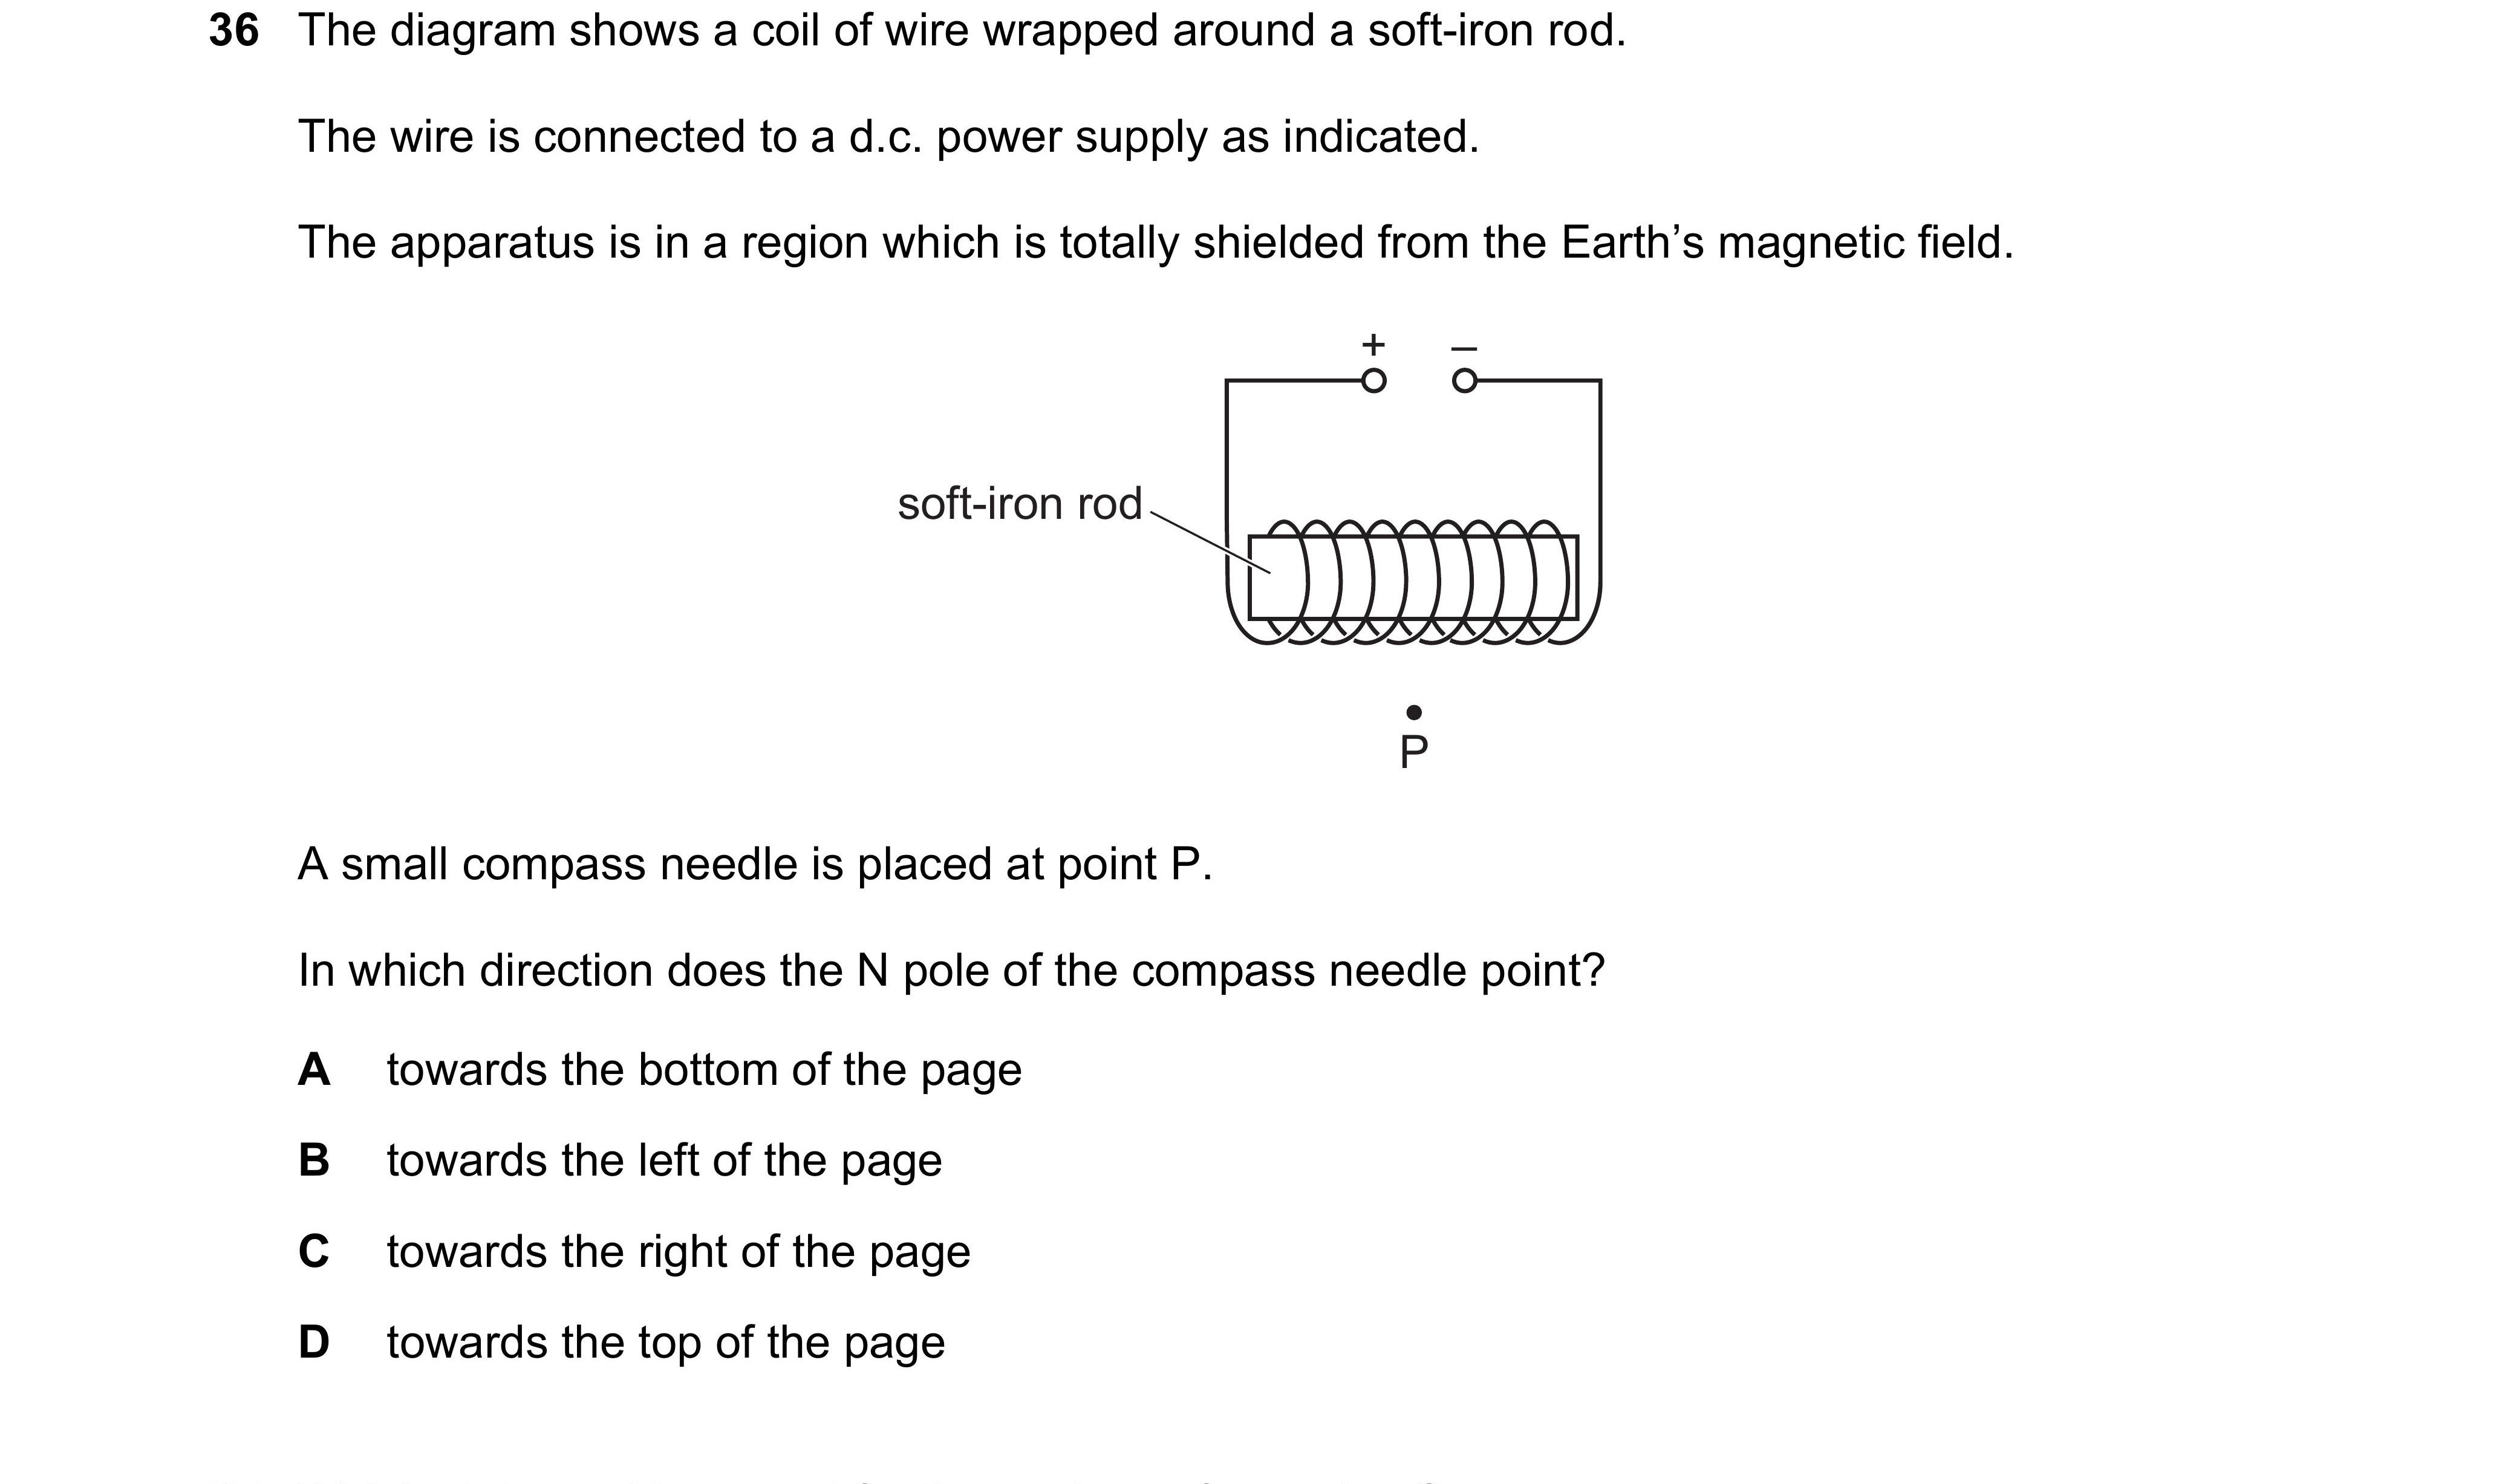 36 The diagram shows a coil of wire wrapped around a soft-iron rod.
The wire is connected to a d.c. power supply as indicated.
The apparatus is in a region which is totally shielded from the Earth’s magnetic field.
+ –
soft-iron rod
P
A small compass needle is placed at point P.
In which direction does the N pole of the compass needle point?
A towards the bottom of the page
B towards the left of the page
C towards the right of the page
D towards the top of the page